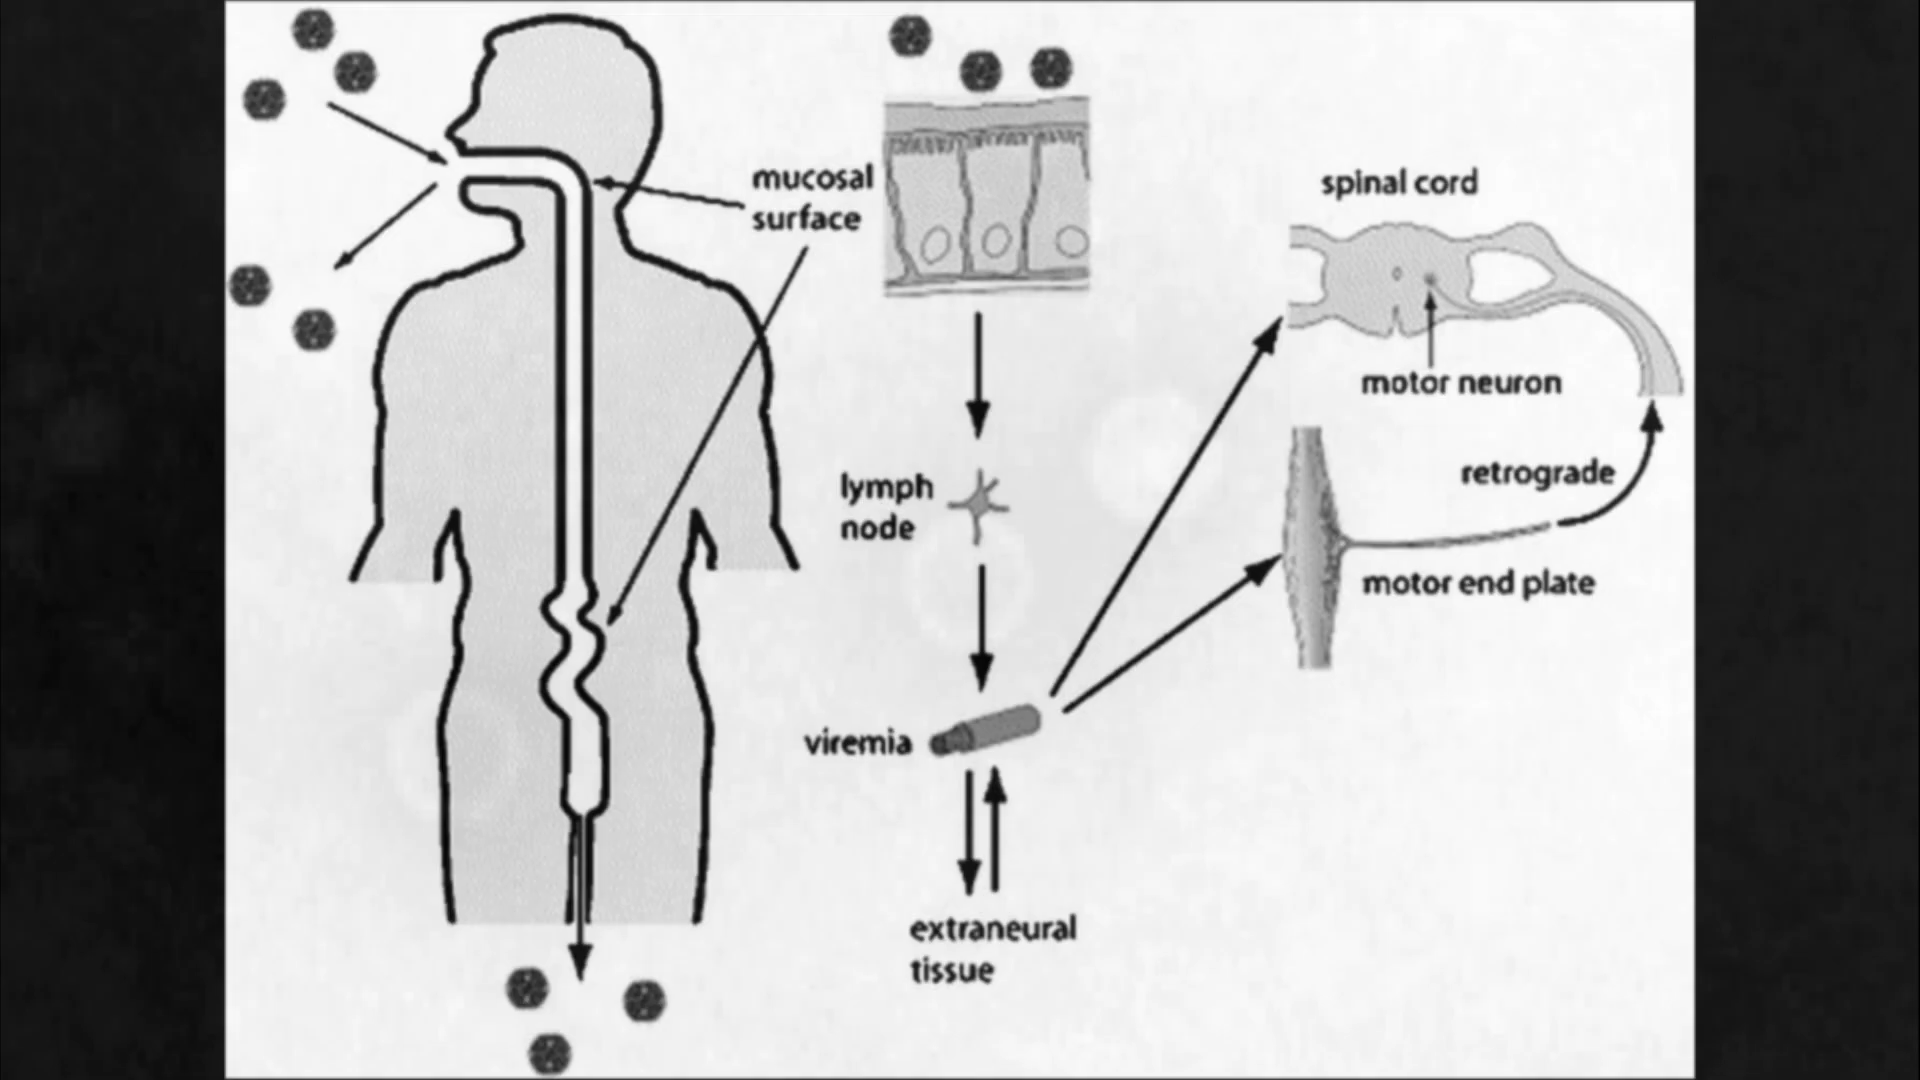 mucosal
surface
spinal cord
motor neuron
lymph
node
retrograde
motor end plate
viremia
extraneural
tissue